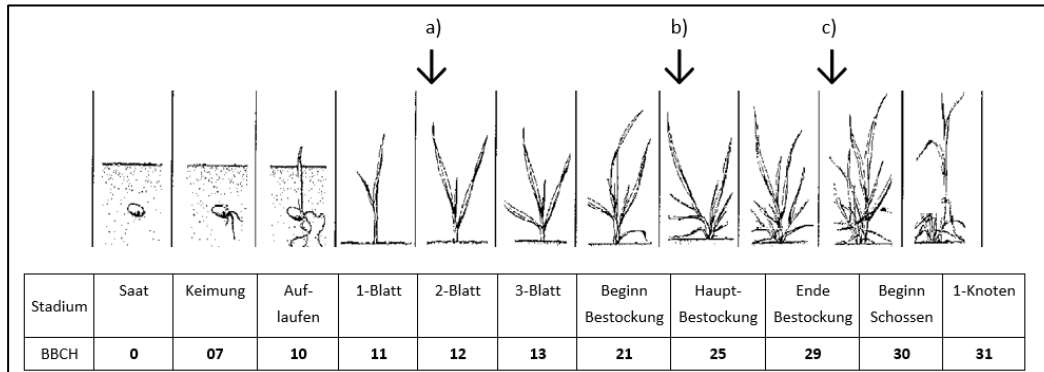 a) b) c)
Stadium Saat Keimung Auf-
laufen 1-Blatt 2-Blatt 3-Blatt Beginn
Bestockung Haupt-
Bestockung Ende
Bestockung Beginn
Schossen 1-Knoten
BBCH 0 07 10 11 12 13 21 25 29 30 31